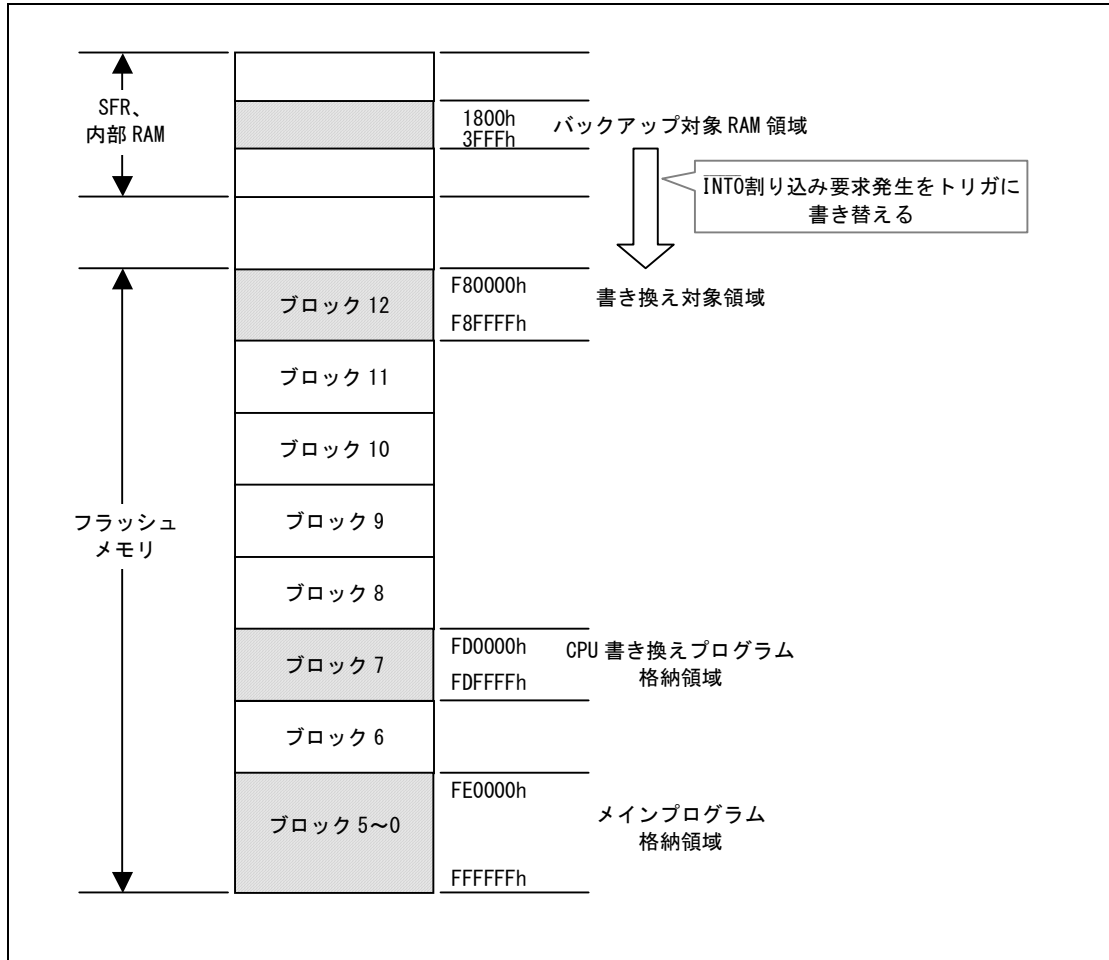 SFR、
内部 RAM
1800h
3FFFh
バックアップ対象 RAM 領域
INT0割り込み要求発生をトリガに
書き替える
ブロック 12
F80000h
F8FFFFh
書き換え対象領域
ブロック 11
ブロック 10
ブロック 9
ブロック 8
フラッシュ
メモリ
ブロック 7
FD0000h
FDFFFFh
CPU 書き換えプログラム
格納領域
ブロック 6
ブロック 5～0
FE0000h
FFFFFFh
メインプログラム
格納領域